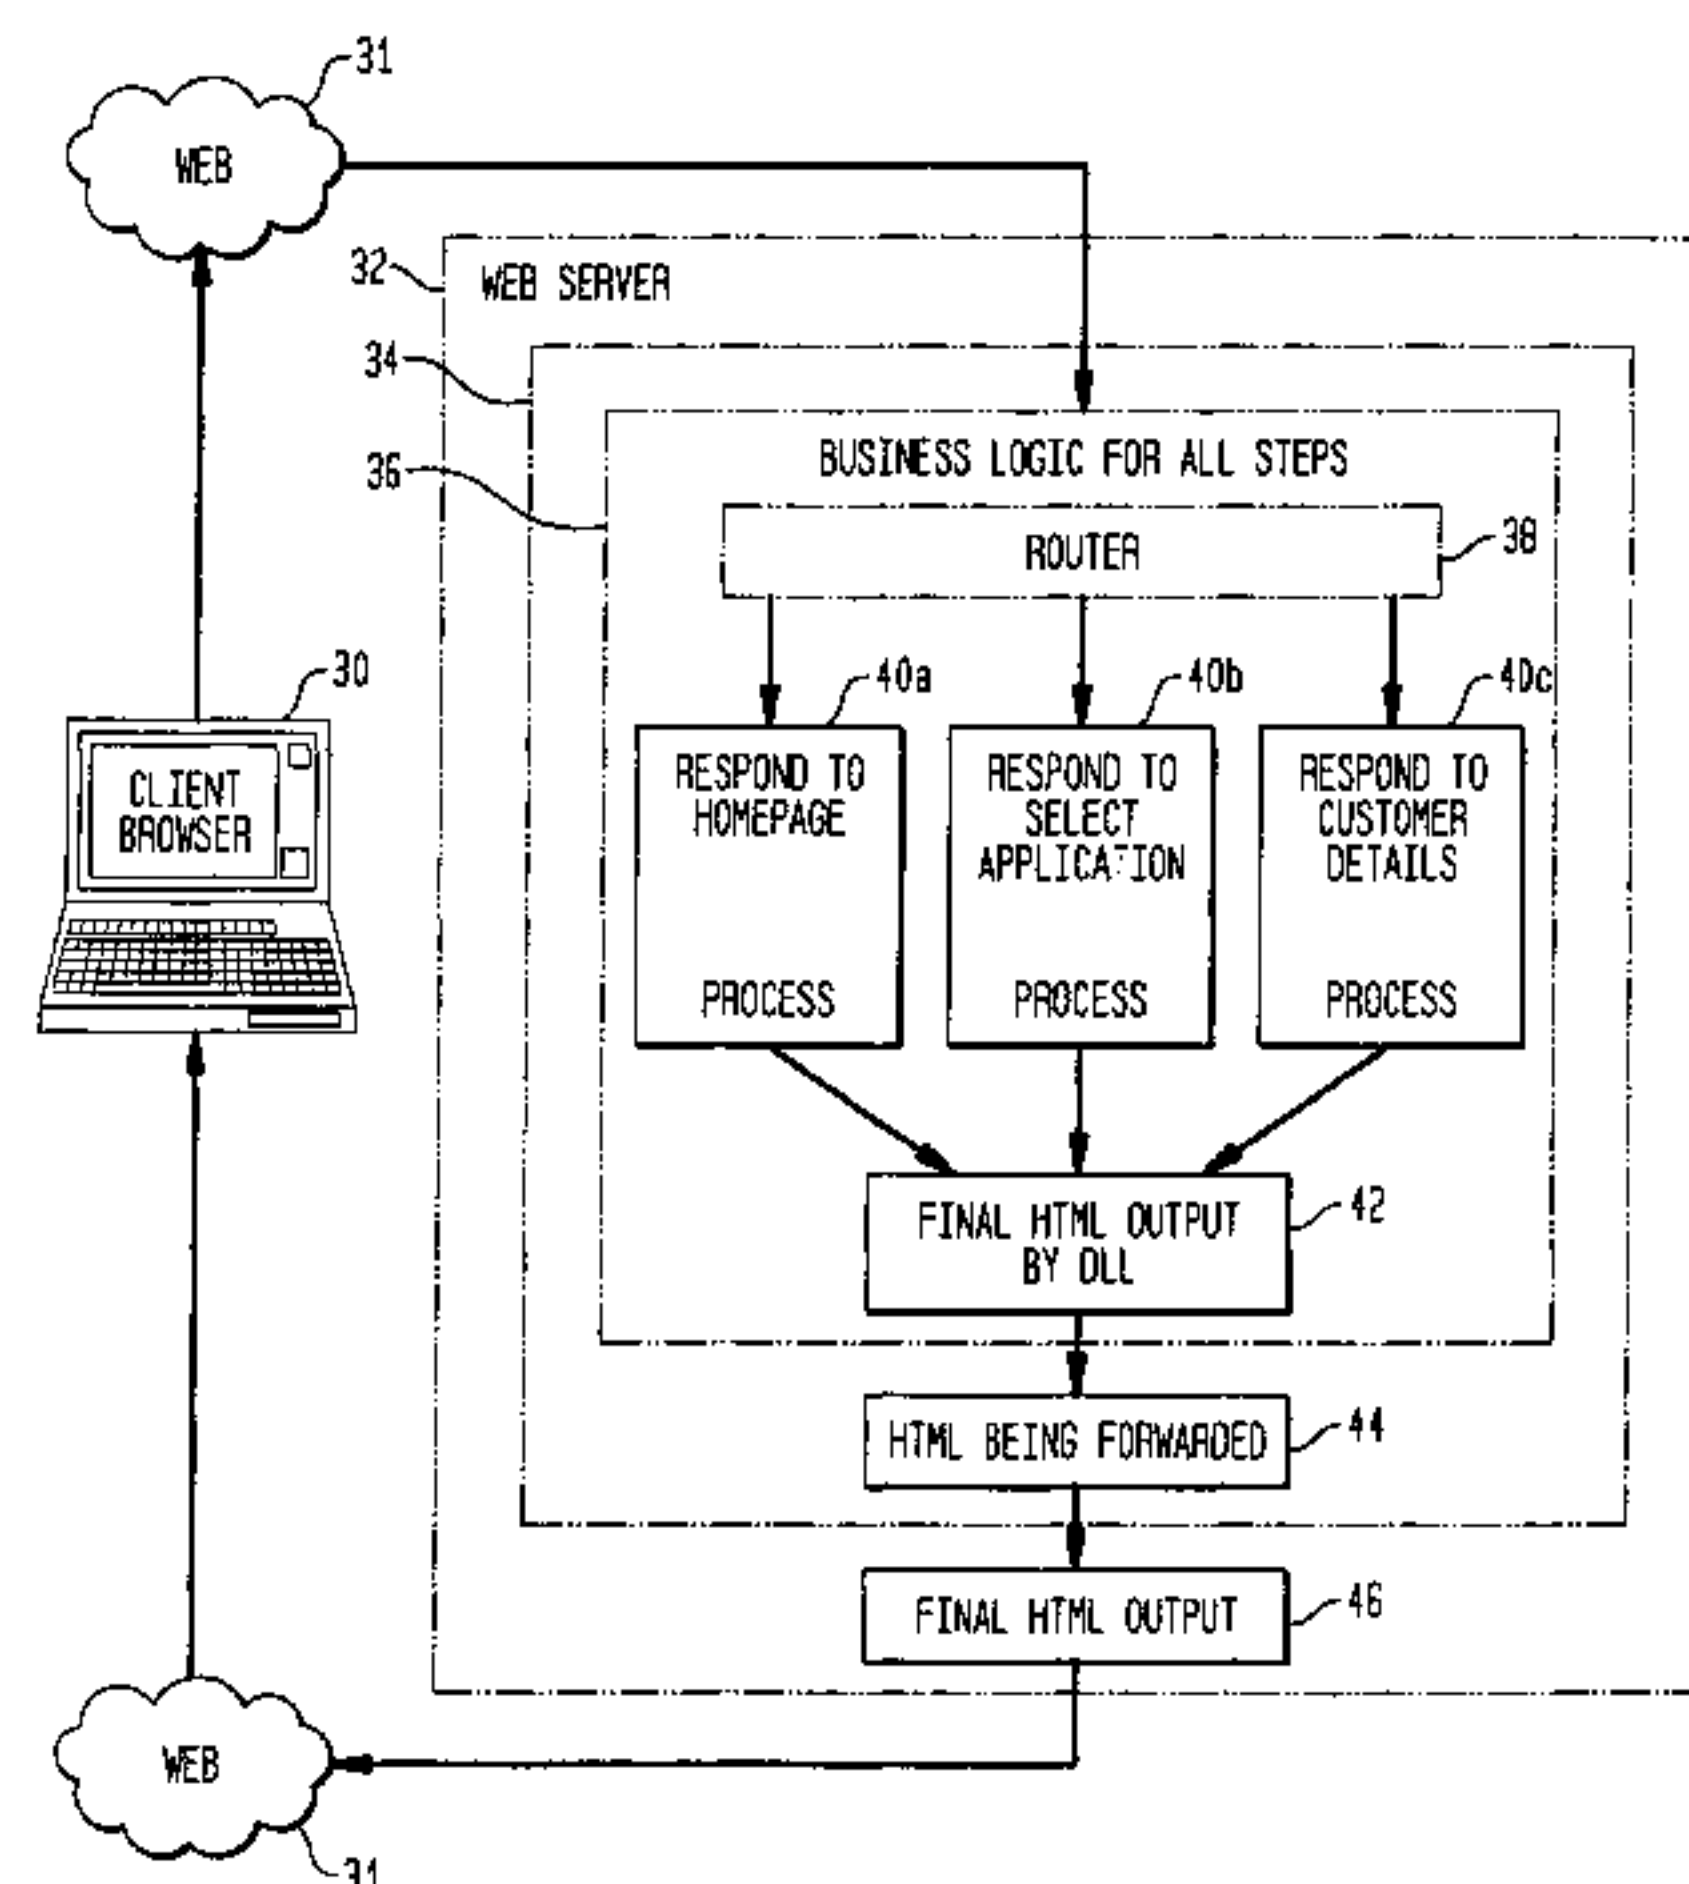 31
WEB
32
WEB SERVER
34
36
BUSINESS LOGIC FOR ALL STEPS
ROUTER
38
30
CLIENT
BROWSER
40a
40b
40c
RESPOND TO
HOMEPAGE
PROCESS
RESPOND TO
SELECT
APPLICATION
PROCESS
RESPOND TO
CUSTOMER
DETAILS
PROCESS
FINAL HTML OUTPUT
BY DLL
42
HTML BEING FORWARDED
44
FINAL HTML OUTPUT
46
WEB
31